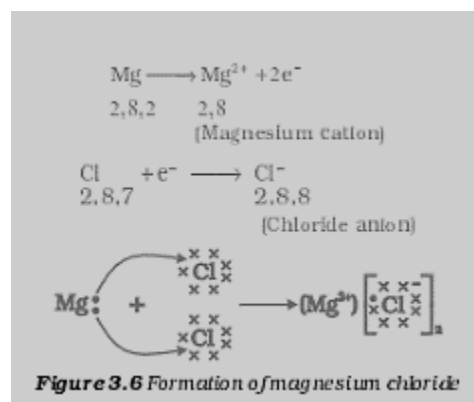 Mg ⟶ Mg²⁺ +2e⁻
2,8,2 2,8
(Magnesium cation)
Cl +e⁻ ⟶ Cl⁻
2,8,7 2,8,8
(Chloride anion)
Mg: + ×Cl× ×Cl× ⟶ (Mg²⁺) [×Cl×]⁻₂
Figure 3.6 Formation of magnesium chloride